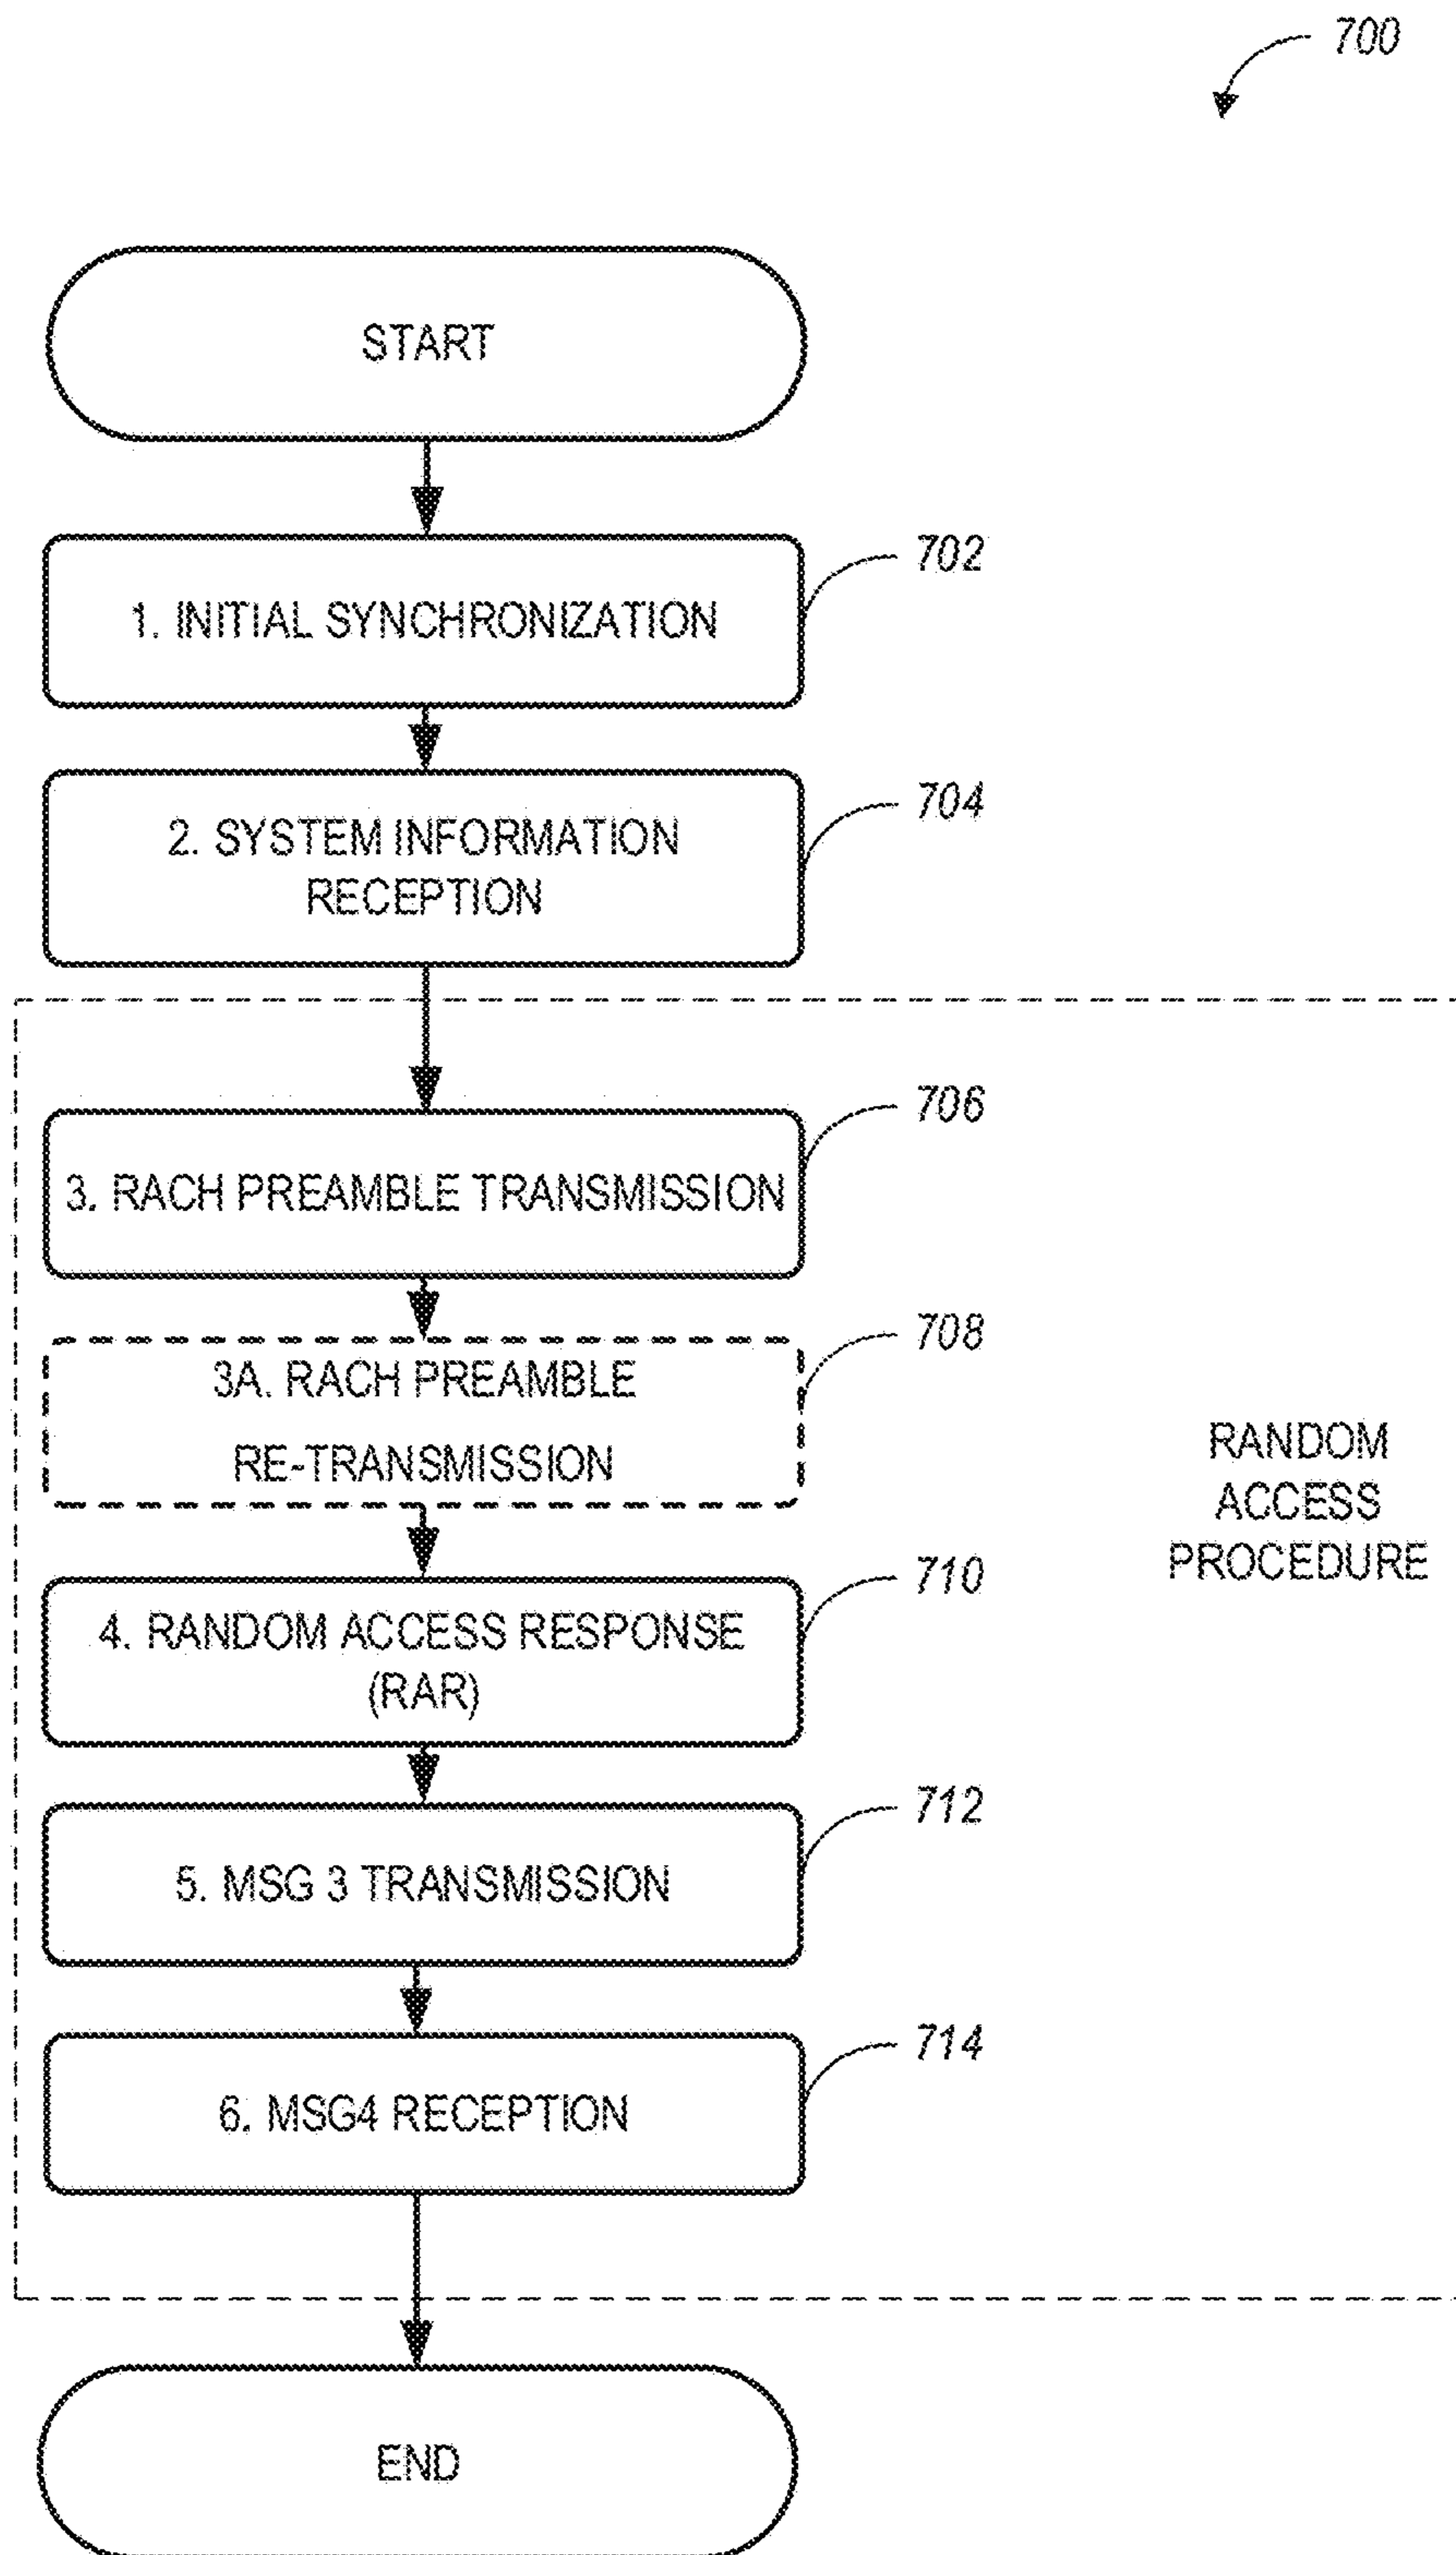 700
START
702
1. INITIAL SYNCHRONIZATION
704
2. SYSTEM INFORMATION
RECEPTION
706
3. RACH PREAMBLE TRANSMISSION
708
3A. RACH PREAMBLE
RE-TRANSMISSION
RANDOM
ACCESS
PROCEDURE
710
4. RANDOM ACCESS RESPONSE
(RAR)
712
5. MSG 3 TRANSMISSION
714
6. MSG4 RECEPTION
END